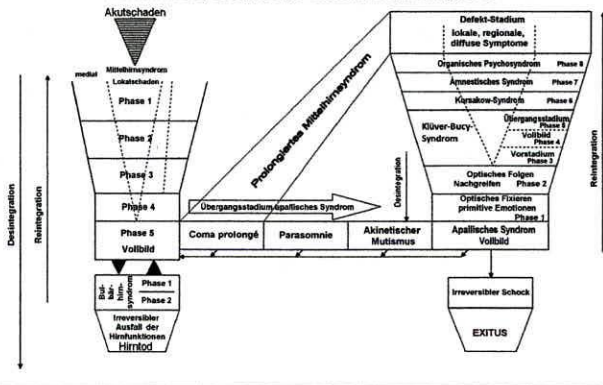 Akutschaden
Mittelhirnsyndrom
medial
Lokalschaden
Phase 1
Phase 2
Phase 3
Phase 4
Phase 5
Vollbild
Desintegration
Reintegration
Bulbärhirnsyndrom
Phase 1
Phase 2
Irreversibler
Ausfall der
Hirnfunktionen
Hirntod
Prolongiertes Mittelhirnsyndrom
Übergangsstadium apallisches Syndrom
Coma prolongé
Parasomnie
Akinetischer
Mutismus
Desintegration
Defekt-Stadium
lokale, regionale,
diffuse Symptome
Organisches Psychosyndrom Phase 8
Amnestisches Syndrom Phase 7
Korsakow-Syndrom Phase 6
Klüver-Bucy-
Syndrom
Übergangsstadium
Phase 5
Vollbild
Phase 4
Vorstadium
Phase 3
Optisches Folgen
Nachgreifen Phase 2
Optisches Fixieren
primitive Emotionen
Phase 1
Apallisches Syndrom
Vollbild
Irreversibler Schock
EXITUS
Reintegration